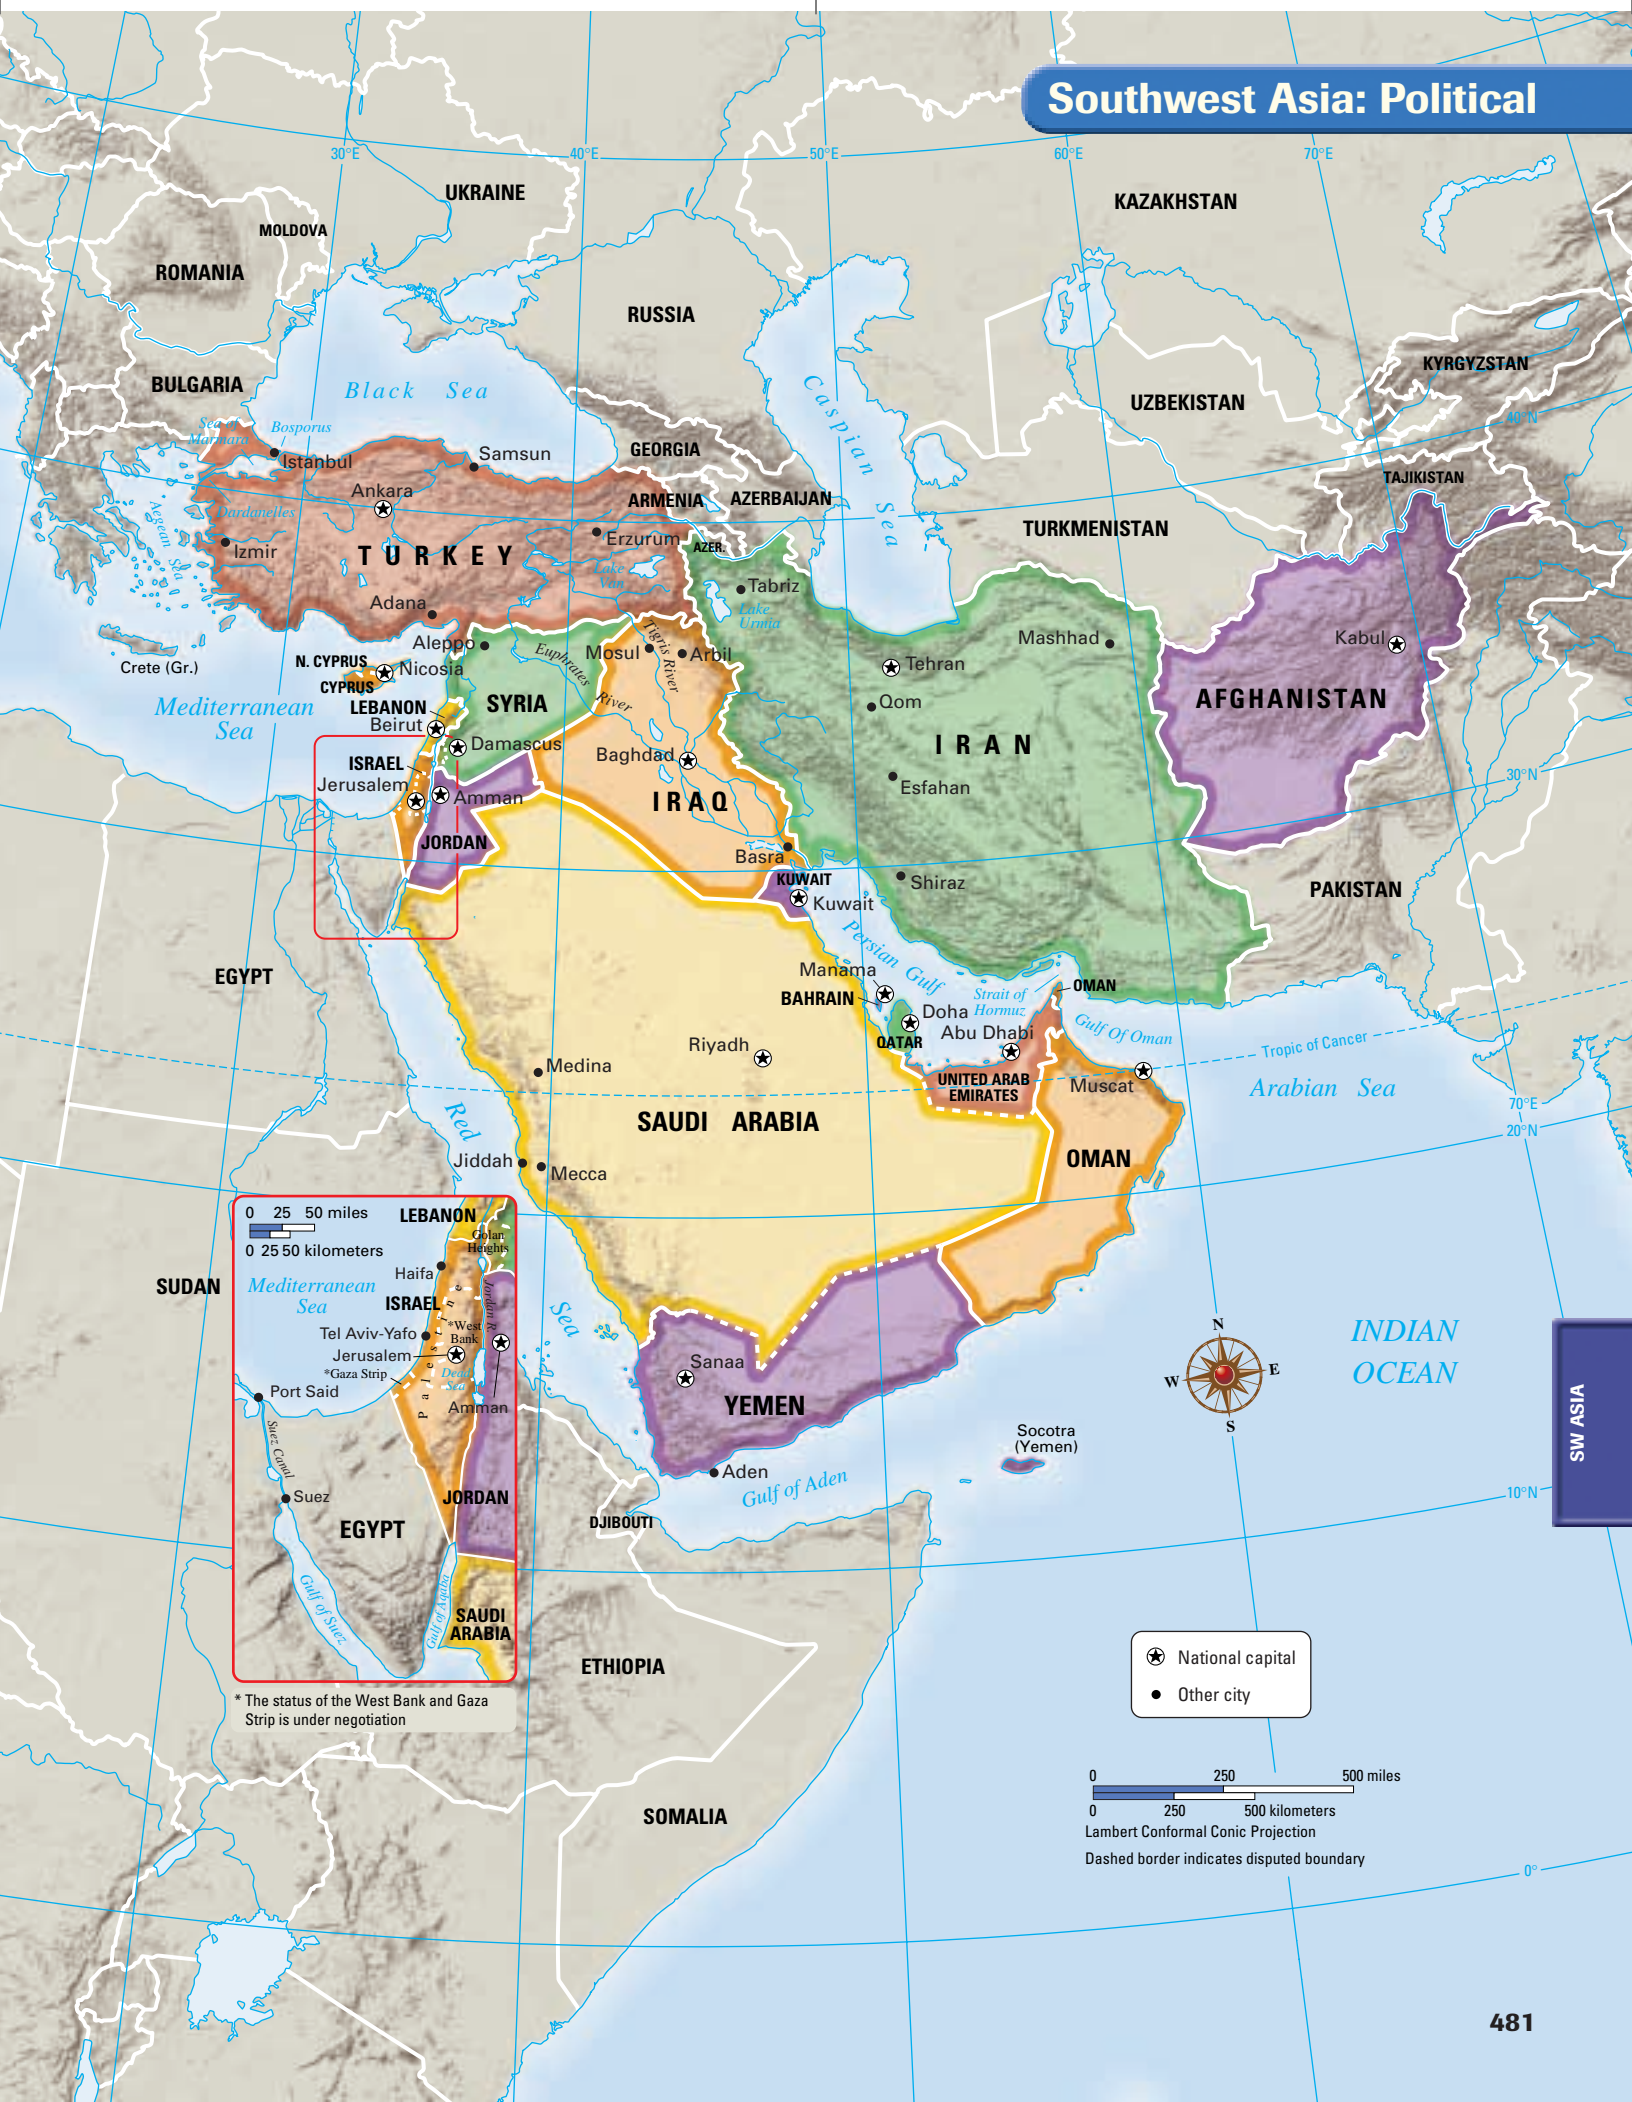 Southwest Asia: Political
30°E
40°E
50°E
60°E
70°E
UKRAINE
KAZAKHSTAN
MOLDOVA
ROMANIA
RUSSIA
KYRGYZSTAN
BULGARIA
Black Sea
Caspian Sea
UZBEKISTAN
40°N
Sea of
Marmara
Bosporus
Istanbul
Samsun
GEORGIA
TAJIKISTAN
Ankara
ARMENIA
AZERBAIJAN
Dardanelles
Aegean Sea
TURKMENISTAN
Izmir
TURKEY
Erzurum
AZER.
Lake
Van
Tabriz
Lake
Urmia
Adana
Aleppo
Mosul
Tigris River
Arbil
Mashhad
Kabul
Crete (Gr.)
N. CYPRUS
Nicosia
CYPRUS
Euphrates River
Tehran
AFGHANISTAN
Mediterranean
Sea
LEBANON
Beirut
SYRIA
Qom
Damascus
IRAN
Baghdad
ISRAEL
Jerusalem
Amman
IRAQ
Esfahan
30°N
JORDAN
Basra
KUWAIT
Kuwait
Shiraz
PAKISTAN
Persian Gulf
EGYPT
Manama
BAHRAIN
Strait of
Hormuz
OMAN
Doha
QATAR
Abu Dhabi
Gulf Of Oman
Tropic of Cancer
Riyadh
Medina
UNITED ARAB
EMIRATES
Muscat
Arabian Sea
70°E
20°N
Red Sea
SAUDI ARABIA
OMAN
Jiddah
Mecca
0 25 50 miles
0 25 50 kilometers
LEBANON
Golan
Heights
Haifa
Mediterranean
Sea
ISRAEL
Jordan R.
Palestine
Tel Aviv-Yafo
*West
Bank
Jerusalem
*Gaza Strip
Dead
Sea
Port Said
Amman
Suez Canal
Suez
JORDAN
EGYPT
Gulf of Suez
Gulf of Aqaba
SAUDI
ARABIA
* The status of the West Bank and Gaza
Strip is under negotiation
SUDAN
Sanaa
YEMEN
Aden
Gulf of Aden
Socotra
(Yemen)
N
W
E
S
INDIAN
OCEAN
SW ASIA
10°N
DJIBOUTI
ETHIOPIA
National capital
Other city
SOMALIA
0 250 500 miles
0 250 500 kilometers
Lambert Conformal Conic Projection
Dashed border indicates disputed boundary
0°
481